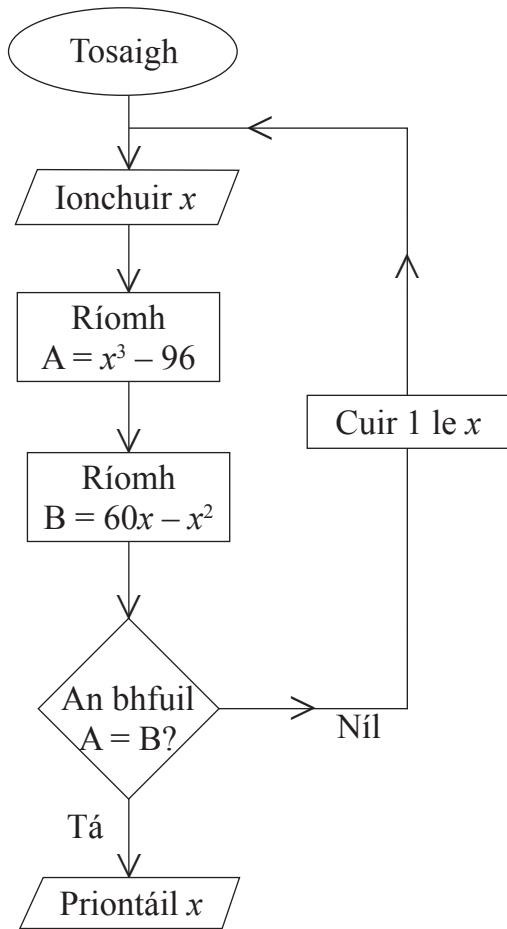 Tosaigh
Ionchuir x
Ríomh
A = x³ – 96
Cuir 1 le x
Ríomh
B = 60x – x²
An bhfuil
A = B?
Níl
Tá
Priontáil x